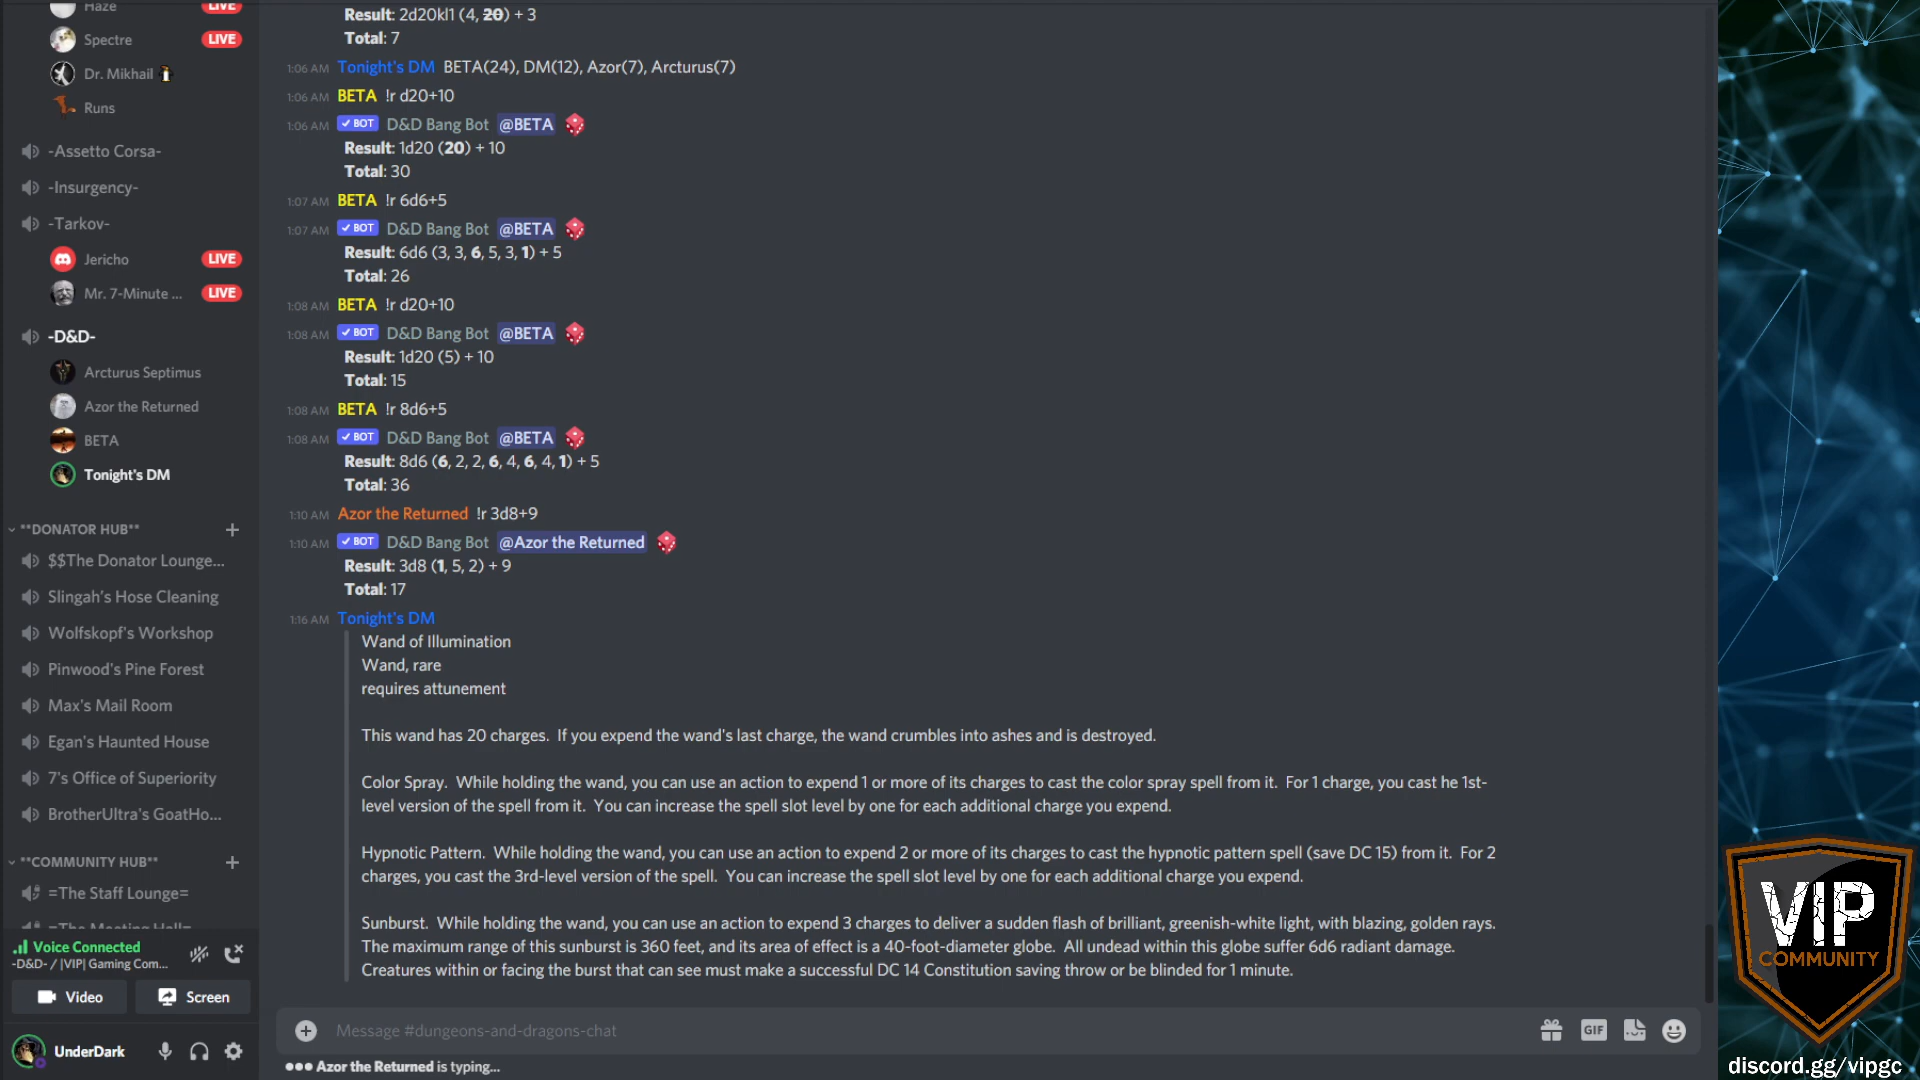 Haze LIVE
Spectre LIVE
Dr. Mikhail
Runs
-Assetto Corsa-
-Insurgency-
-Tarkov-
Jericho LIVE
Mr. 7-Minute ... LIVE
-D&D-
Arcturus Septimus
Azor the Returned
BETA
Tonight's DM
**DONATOR HUB**
$$The Donator Lounge...
Slingah's Hose Cleaning
Wolfskopf's Workshop
Pinwood's Pine Forest
Max's Mail Room
Egan's Haunted House
7's Office of Superiority
BrotherUltra's GoatHo...
**COMMUNITY HUB**
=The Staff Lounge=
=The Meeting Hall=
Voice Connected
-D&D- / |VIP| Gaming Com...
Video Screen
UnderDark
Result: 2d20kl1 (4, 20) + 3
Total: 7
1:06 AM Tonight's DM BETA(24), DM(12), Azor(7), Arcturus(7)
1:06 AM BETA !r d20+10
1:06 AM BOT D&D Bang Bot @BETA
Result: 1d20 (20) + 10
Total: 30
1:07 AM BETA !r 6d6+5
1:07 AM BOT D&D Bang Bot @BETA
Result: 6d6 (3, 3, 6, 5, 3, 1) + 5
Total: 26
1:08 AM BETA !r d20+10
1:08 AM BOT D&D Bang Bot @BETA
Result: 1d20 (5) + 10
Total: 15
1:08 AM BETA !r 8d6+5
1:08 AM BOT D&D Bang Bot @BETA
Result: 8d6 (6, 2, 2, 6, 4, 6, 4, 1) + 5
Total: 36
1:10 AM Azor the Returned !r 3d8+9
1:10 AM BOT D&D Bang Bot @Azor the Returned
Result: 3d8 (1, 5, 2) + 9
Total: 17
1:16 AM Tonight's DM
Wand of Illumination
Wand, rare
requires attunement
This wand has 20 charges. If you expend the wand's last charge, the wand crumbles into ashes and is destroyed.
Color Spray. While holding the wand, you can use an action to expend 1 or more of its charges to cast the color spray spell from it. For 1 charge, you cast he 1st-
level version of the spell from it. You can increase the spell slot level by one for each additional charge you expend.
Hypnotic Pattern. While holding the wand, you can use an action to expend 2 or more of its charges to cast the hypnotic pattern spell (save DC 15) from it. For 2
charges, you cast the 3rd-level version of the spell. You can increase the spell slot level by one for each additional charge you expend.
Sunburst. While holding the wand, you can use an action to expend 3 charges to deliver a sudden flash of brilliant, greenish-white light, with blazing, golden rays.
The maximum range of this sunburst is 360 feet, and its area of effect is a 40-foot-diameter globe. All undead within this globe suffer 6d6 radiant damage.
Creatures within or facing the burst that can see must make a successful DC 14 Constitution saving throw or be blinded for 1 minute.
Message #dungeons-and-dragons-chat
GIF
Azor the Returned is typing...
VIP
COMMUNITY
discord.gg/vipgc